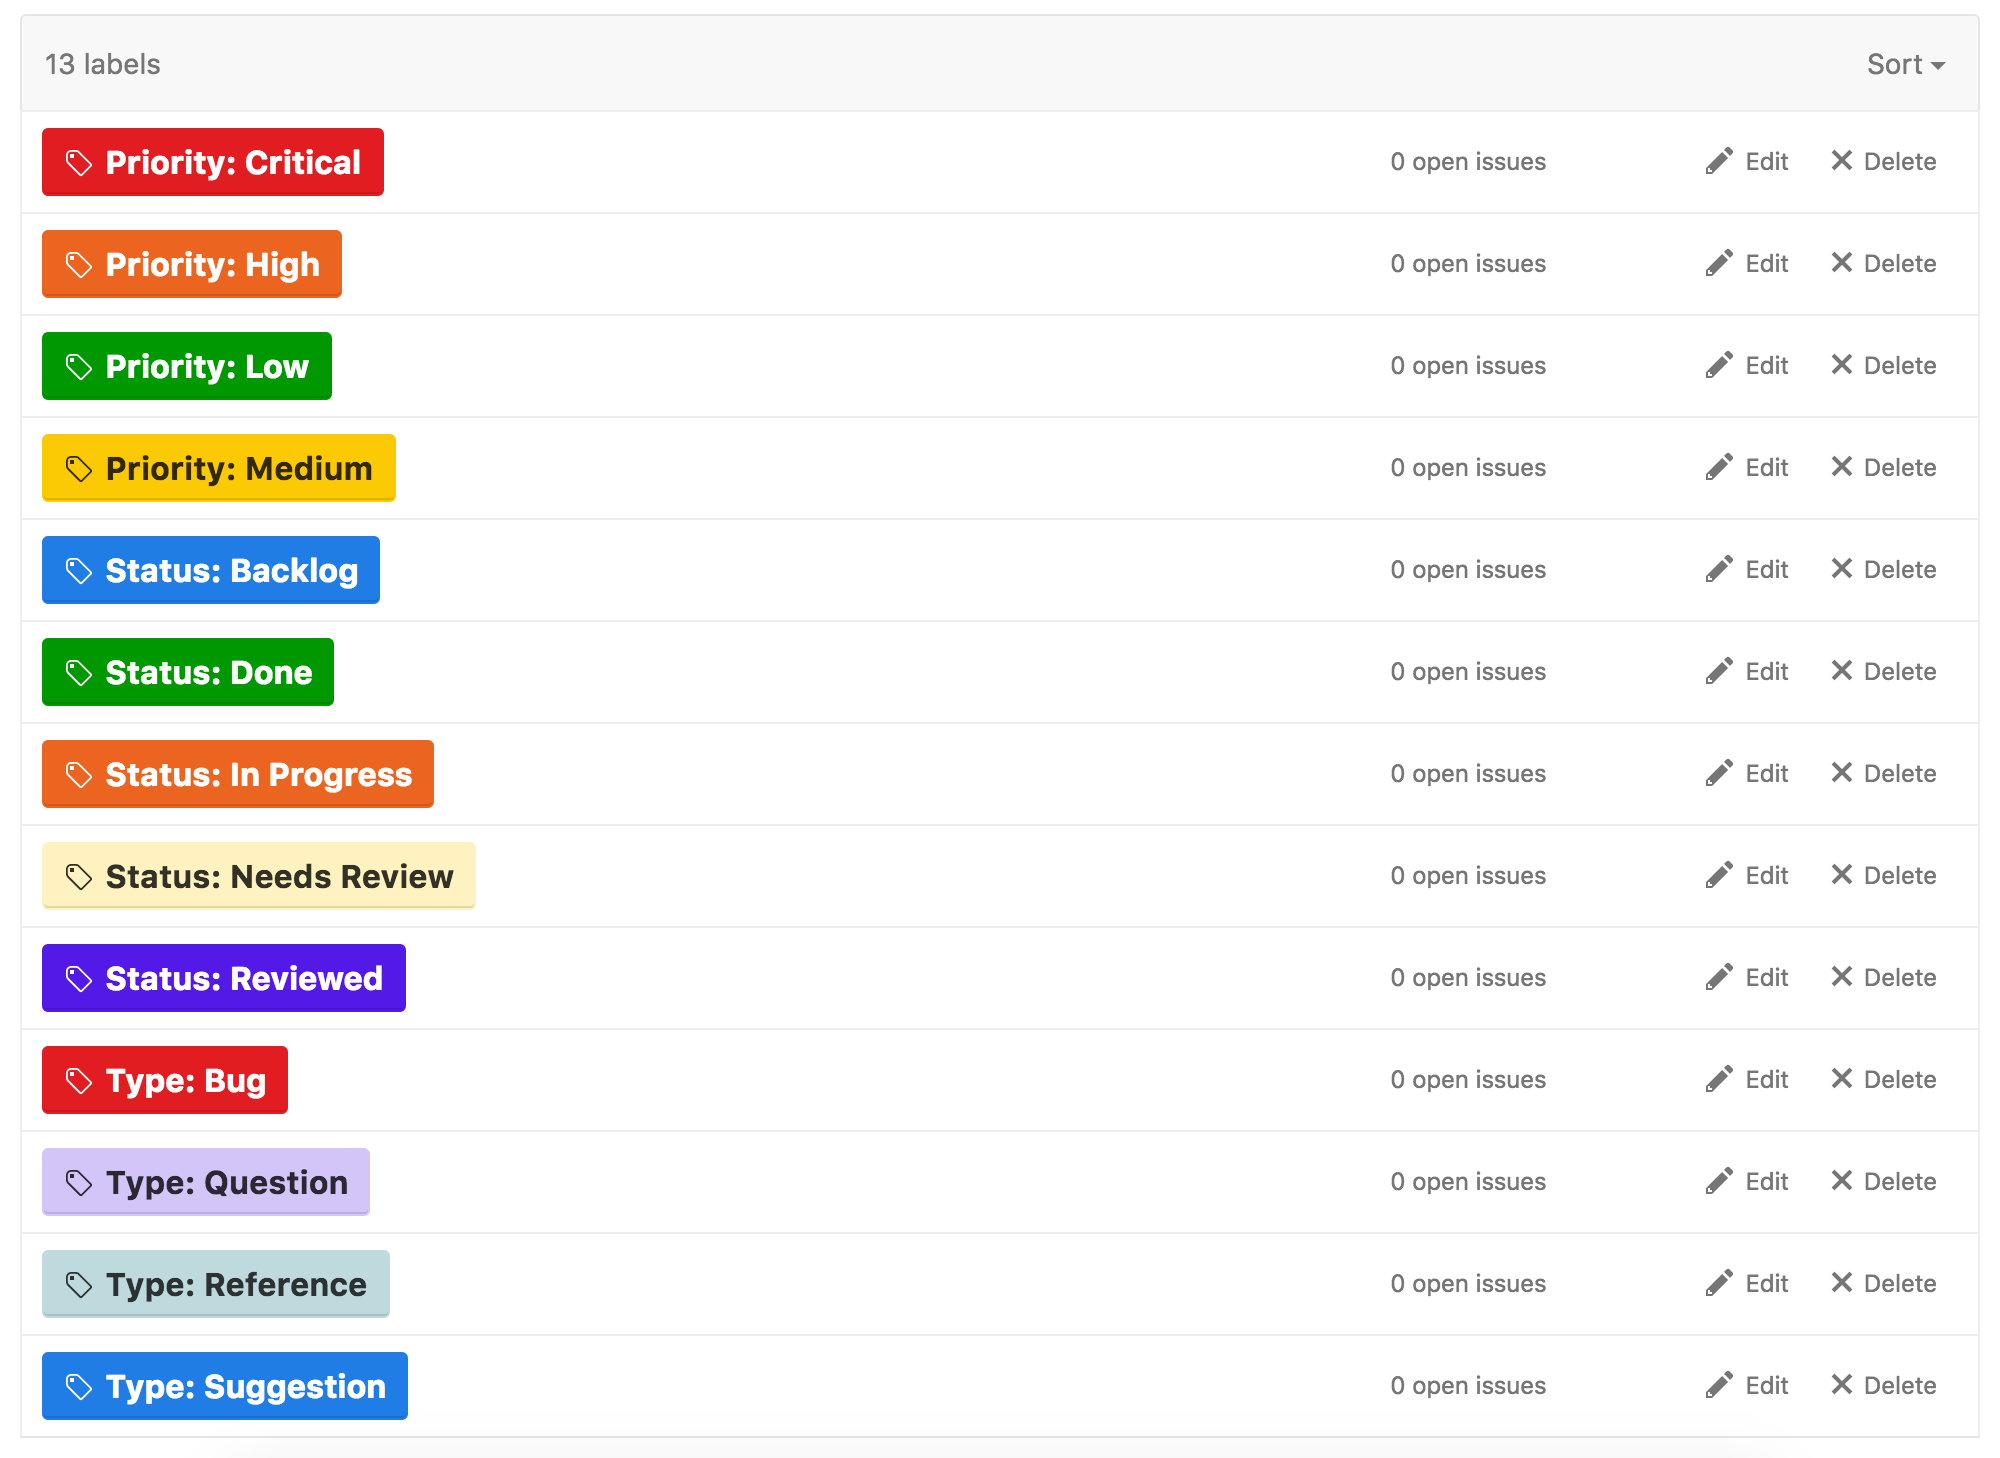 13 labels Sort
Priority: Critical 0 open issues Edit Delete
Priority: High 0 open issues Edit Delete
Priority: Low 0 open issues Edit Delete
Priority: Medium 0 open issues Edit Delete
Status: Backlog 0 open issues Edit Delete
Status: Done 0 open issues Edit Delete
Status: In Progress 0 open issues Edit Delete
Status: Needs Review 0 open issues Edit Delete
Status: Reviewed 0 open issues Edit Delete
Type: Bug 0 open issues Edit Delete
Type: Question 0 open issues Edit Delete
Type: Reference 0 open issues Edit Delete
Type: Suggestion 0 open issues Edit Delete